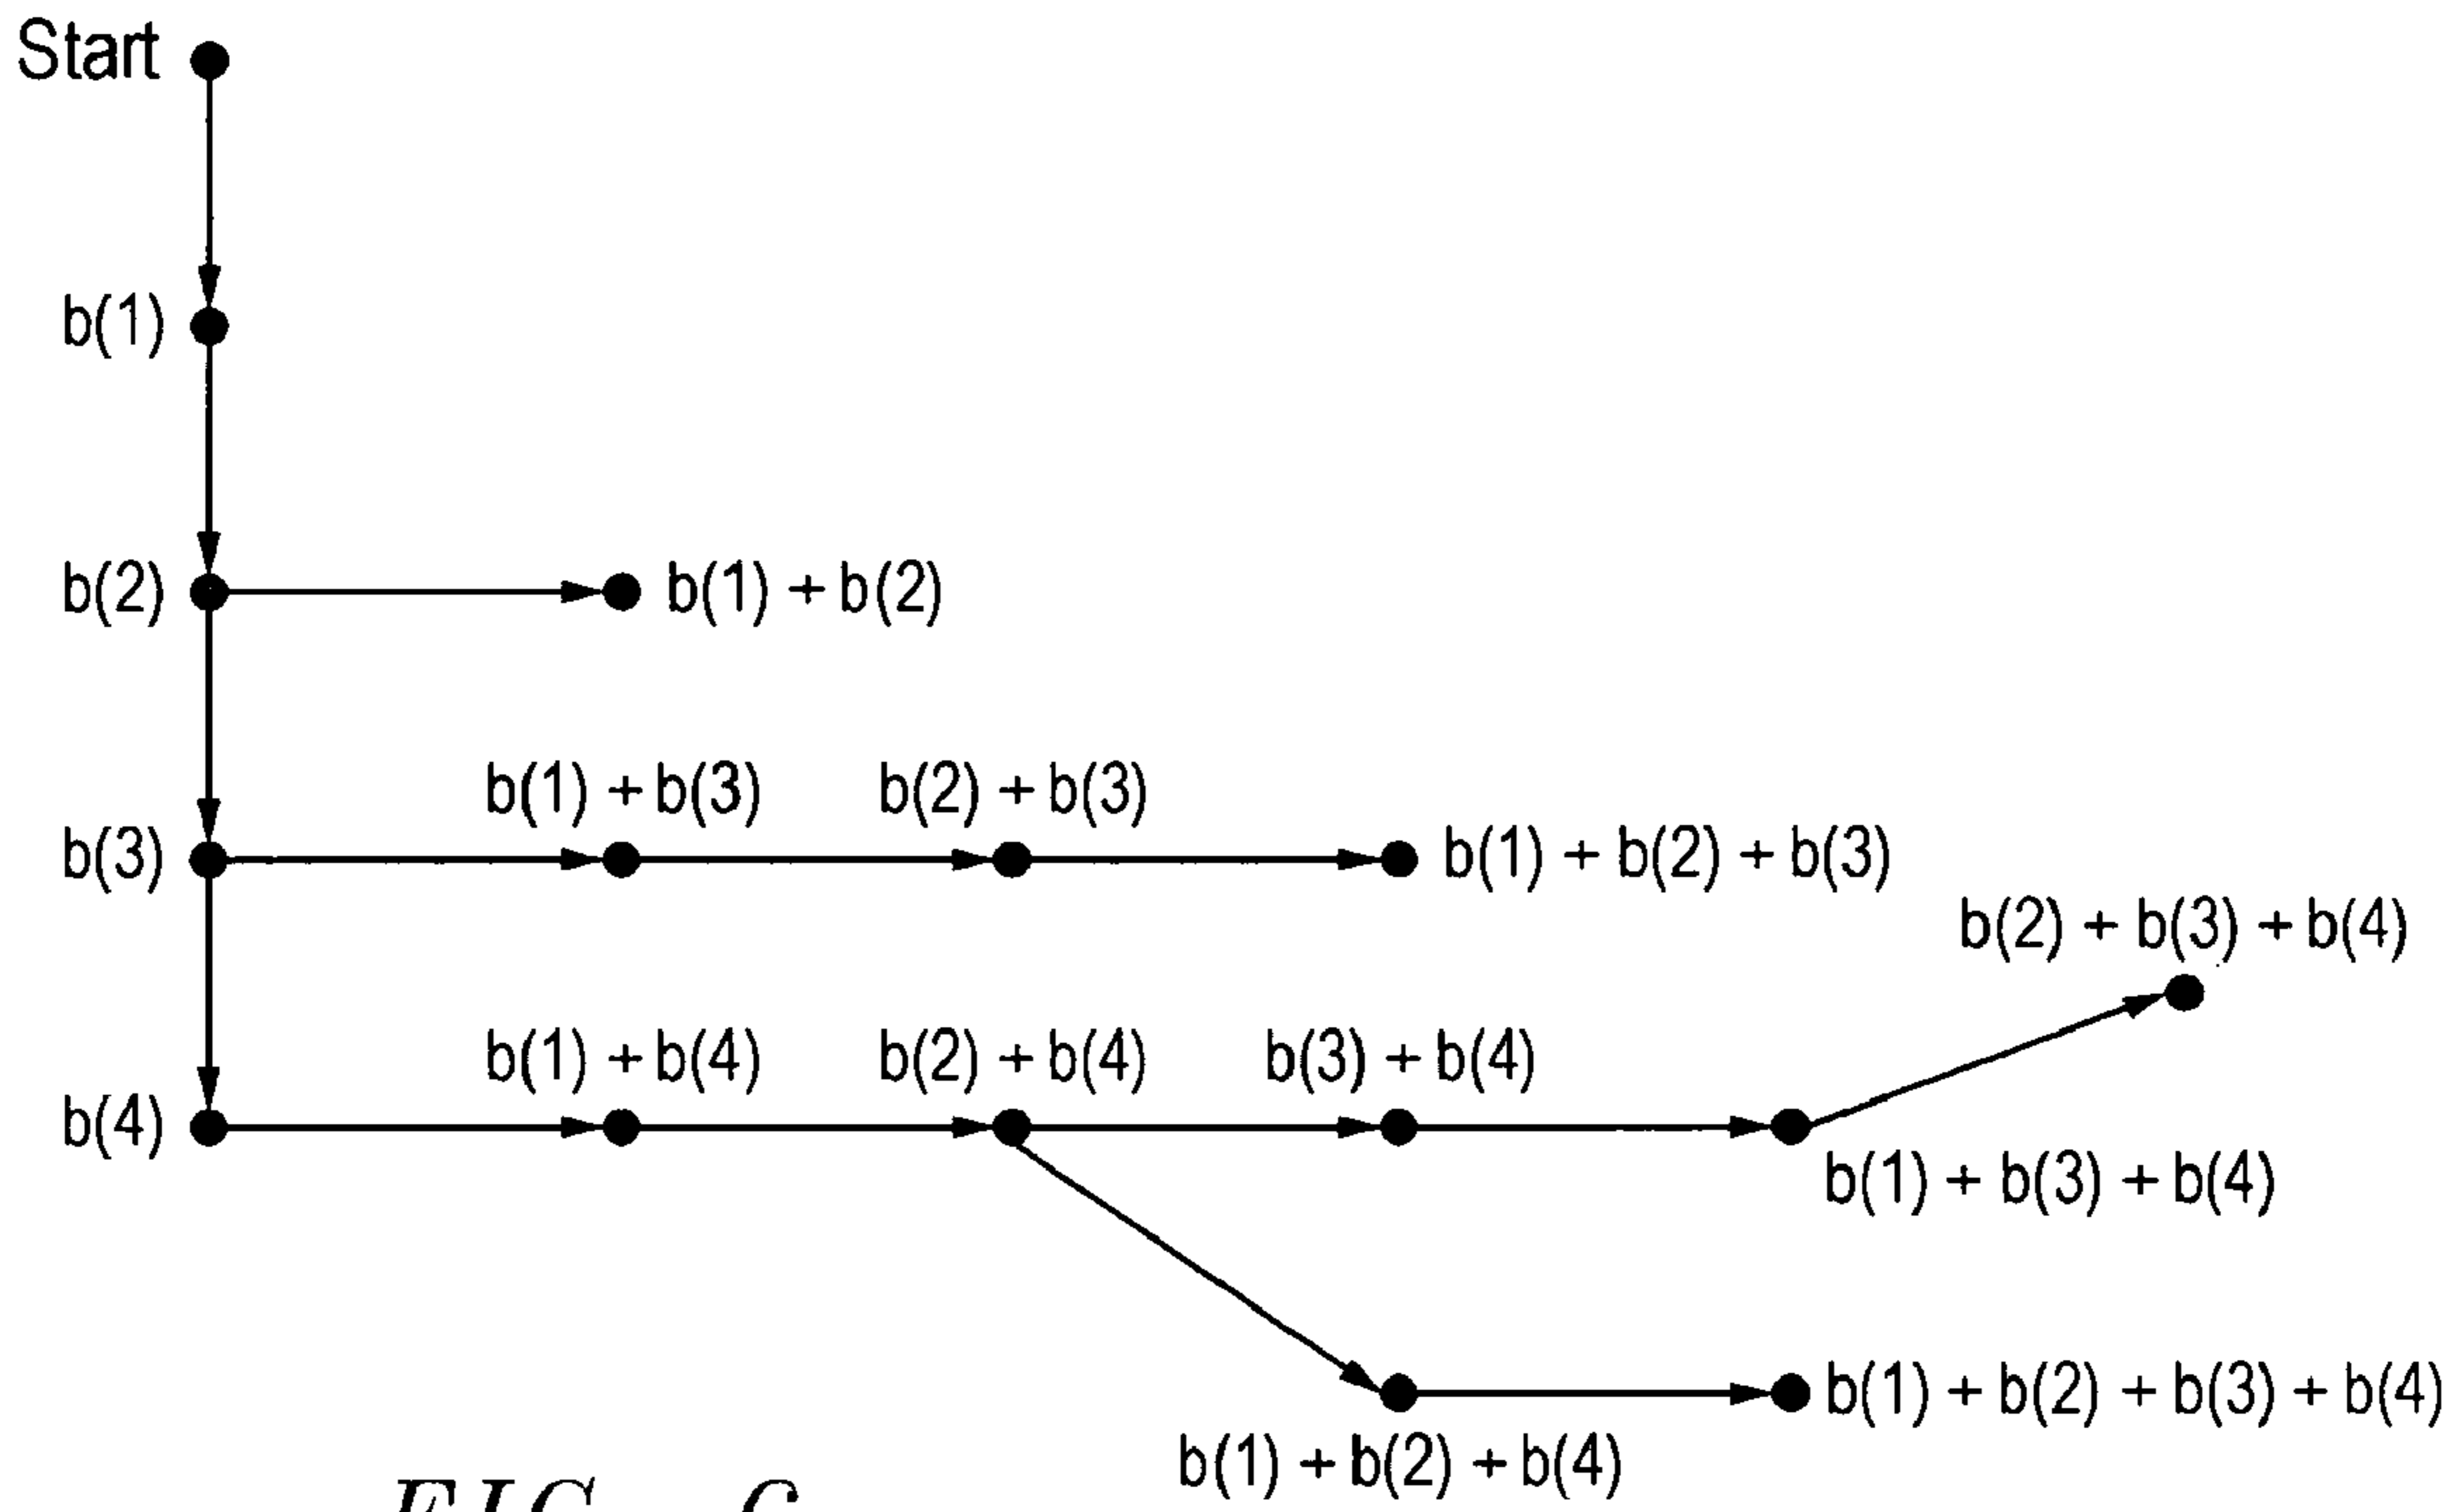 Start
b(1)
b(2)
b(1) + b(2)
b(1) + b(3)
b(2) + b(3)
b(3)
b(1) + b(2) + b(3)
b(2) + b(3) + b(4)
b(1) + b(4)
b(2) + b(4)
b(3) + b(4)
b(4)
b(1) + b(3) + b(4)
b(1) + b(2) + b(3) + b(4)
b(1) + b(2) + b(4)